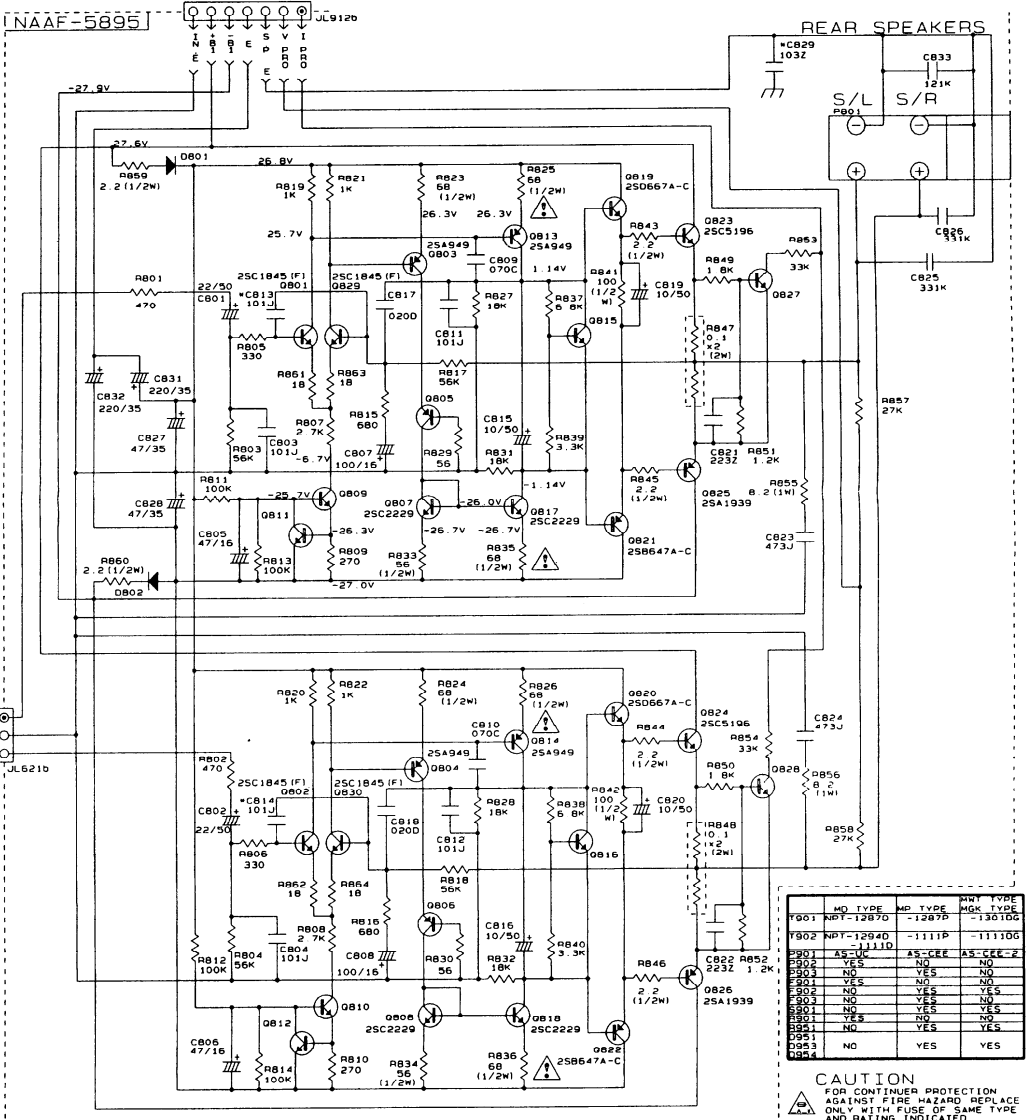 NAAF-5895
JL912b
IN E
+B1
-B1
E
SP E
V PRO
I PRO
REAR SPEAKERS
*C829
103Z
C833
121K
S/L S/R
P801
-27.9V
27.6V
D801
R859
2.2(1/2W)
26.8V
R819
1K
R821
1K
R823
68
(1/2W)
R825
68
(1/2W)
Q819
2SD667A-C
26.3V
26.3V
25.7V
Q813
2SA949
2SA949
Q803
R843
2.2
(1/2W)
Q823
2SC5196
C826
331K
R853
33K
C825
331K
R801
470
22/50
C801
2SC1845(F)
*C813
101J
Q801
2SC1845(F)
Q829
C817
020D
C809
070C
1.14V
R827
18K
C811
101J
R837
6.8K
R841
100
(1/2
W)
C819
10/50
R849
1.8K
Q827
Q815
R847
0.1
x2
(2W)
R805
330
R861
18
R863
18
R817
56K
C832
220/35
C831
220/35
C827
47/35
R803
56K
C803
101J
R807
2.7K
-6.7V
R815
680
C807
100/16
Q805
R829
56
C815
10/50
R831
18K
R839
3.3K
C821
223Z
R851
1.2K
R857
27K
R855
8.2(1W)
R811
100K
-25.7V
Q809
C828
47/35
Q811
C805
47/16
R813
100K
-26.3V
R809
270
-27.0V
Q807
2SC2229
-26.0V
-26.7V
-26.7V
-1.14V
Q817
2SC2229
R833
56
(1/2W)
R835
68
(1/2W)
R845
2.2
(1/2W)
Q825
2SA1939
Q821
2SB647A-C
C823
473J
R860
2.2(1/2W)
D802
R820
1K
R822
1K
R824
68
(1/2W)
R826
68
(1/2W)
Q820
2SD667A-C
C810
070C
Q814
2SA949
2SA949
Q804
R844
2.2
(1/2W)
Q824
2SC5196
R854
33K
C824
473J
JL621b
R802
470
C802
22/50
2SC1845(F)
*C814
101J
Q802
2SC1845(F)
Q830
C818
020D
C812
101J
R828
18K
R838
6.8K
R842
100
(1/2
W)
C820
10/50
R850
1.8K
Q828
R856
8.2
(1W)
R806
330
Q816
R848
0.1
x2
(2W)
R858
27K
R862
18
R864
18
R818
56K
R816
680
Q806
R812
100K
R804
56K
C804
101J
R808
2.7K
C808
100/16
R830
56
C816
10/50
R832
18K
R840
3.3K
R846
2.2
(1/2W)
C822
223Z
R852
1.2K
Q826
2SA1939
Q810
Q812
C806
47/16
R814
100K
R810
270
Q808
2SC2229
Q818
2SC2229
R834
56
(1/2W)
R836
68
(1/2W)
2SB647A-C
Q822
MD TYPE MP TYPE MWT TYPE MGK TYPE
T901 NPT-1287D -1287P -1301DG
T902 NPT-1294D -1111D -1111P -1111DG
P901 AS-UC AS-CEE AS-CEE-2
P902 YES NO NO
P903 NO YES NO
F901 YES NO NO
F902 NO YES YES
F903 NO YES YES
S901 NO YES YES
R901 YES NO NO
R951 NO YES YES
D951
D953 NO YES YES
D954
CAUTION
FOR CONTINUER PROTECTION
AGAINST FIRE HAZARD REPLACE
ONLY WITH FUSE OF SAME TYPE
AND RATING INDICATED